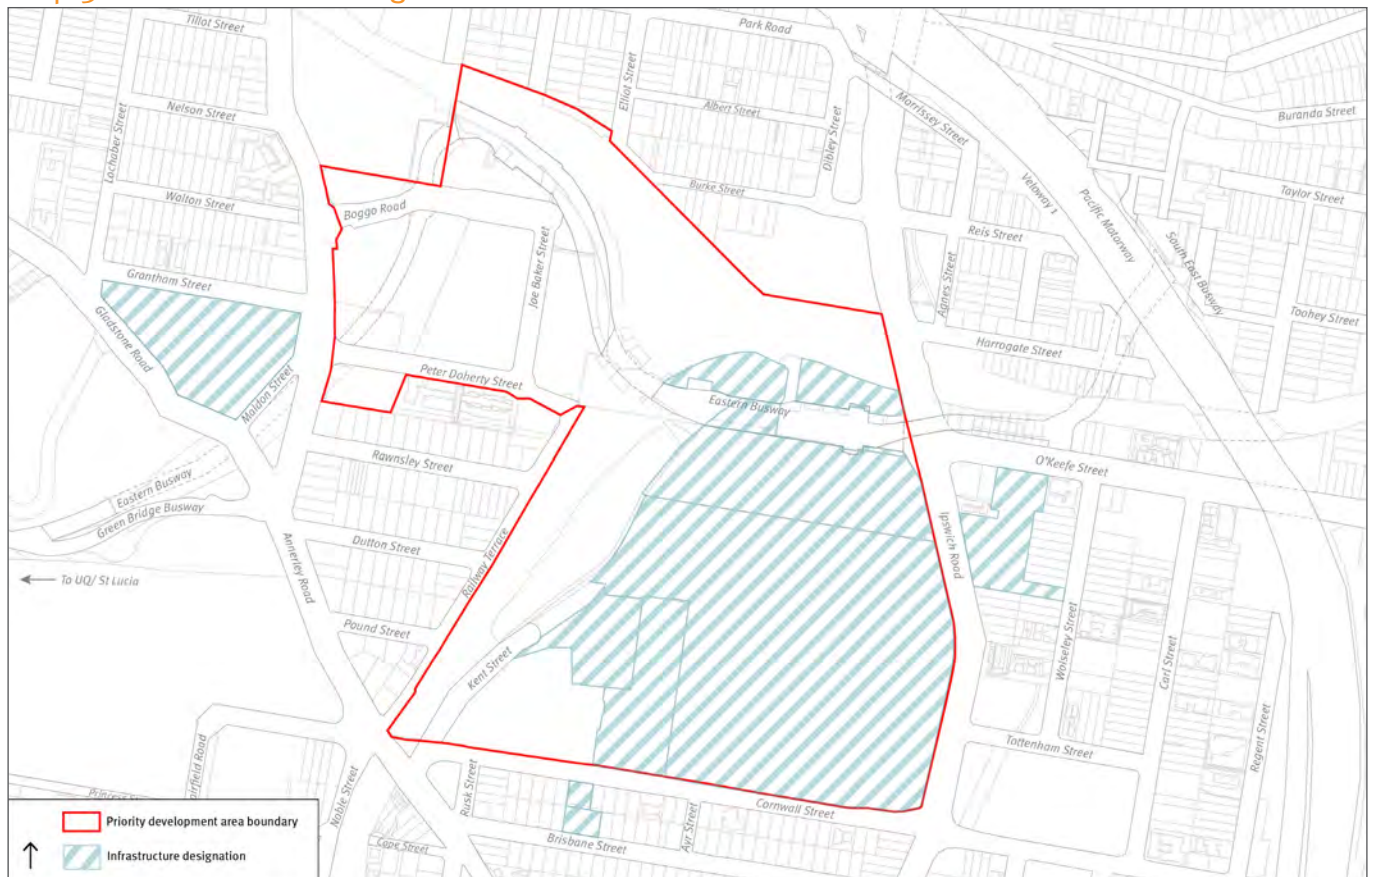 Tillot Street
Park Road
Elliot Street
Nelson Street
Albert Street
Morrissey Street
Buranda Street
Lochaber Street
Dibley Street
Burke Street
Veloway 1
Pacific Motorway
Taylor Street
Walton Street
Boggo Road
Reis Street
South East Busway
Joe Baker Street
Agnes Street
Grantham Street
Toohey Street
Gladstone Road
Harrogate Street
Peter Doherty Street
Maldon Street
Eastern Busway
Rawnsley Street
O'Keefe Street
Eastern Busway
Green Bridge Busway
Ipswich Road
Annerley Road
Dutton Street
Railway Terrace
To UQ/ St Lucia
Pound Street
Kent Street
Wolseley Street
Carl Street
Regent Street
Tottenham Street
Fairfield Road
Noble Street
Rusk Street
Cornwall Street
Ayr Street
Brisbane Street
Cope Street
Priority development area boundary
Infrastructure designation